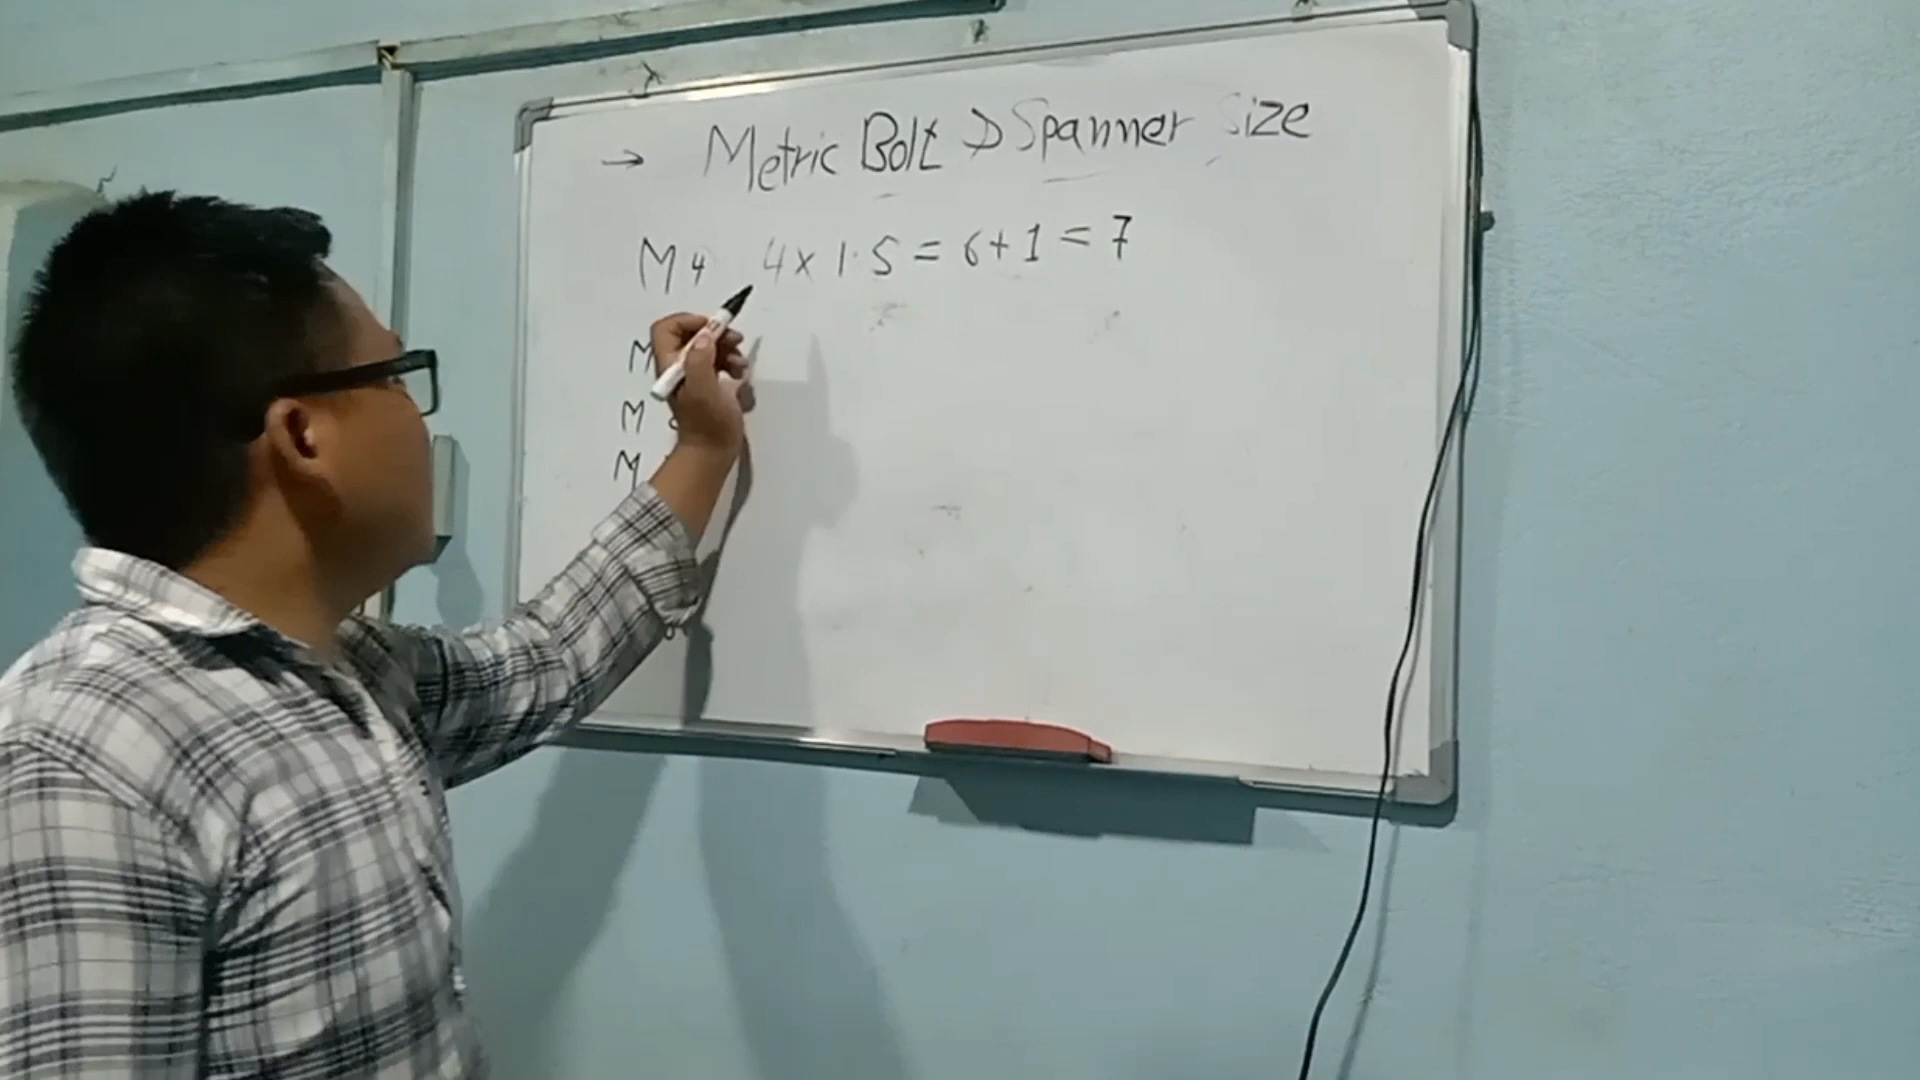 → Metric Bolt → Spanner Size
M4 4 x 1.5 = 6 + 1 = 7
M
M
M